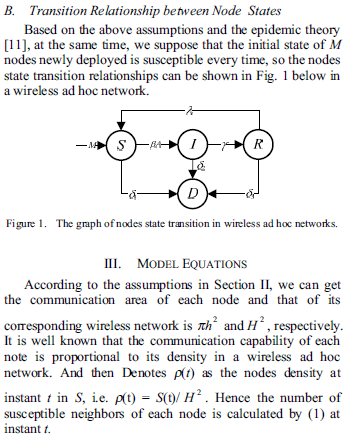 B. Transition Relationship between Node States
Based on the above assumptions and the epidemic theory
[11], at the same time, we suppose that the initial state of M
nodes newly deployed is susceptible every time, so the nodes
state transition relationships can be shown in Fig. 1 below in
a wireless ad hoc network.
λ
M S βA I γ R
δ₂
δ₁ D δ₃
Figure 1. The graph of nodes state transition in wireless ad hoc networks.
III. MODEL EQUATIONS
According to the assumptions in Section II, we can get
the communication area of each node and that of its
corresponding wireless network is πh² and H², respectively.
It is well known that the communication capability of each
note is proportional to its density in a wireless ad hoc
network. And then Denotes ρ(t) as the nodes density at
instant t in S, i.e. ρ(t) = S(t)/ H². Hence the number of
susceptible neighbors of each node is calculated by (1) at
instant t.